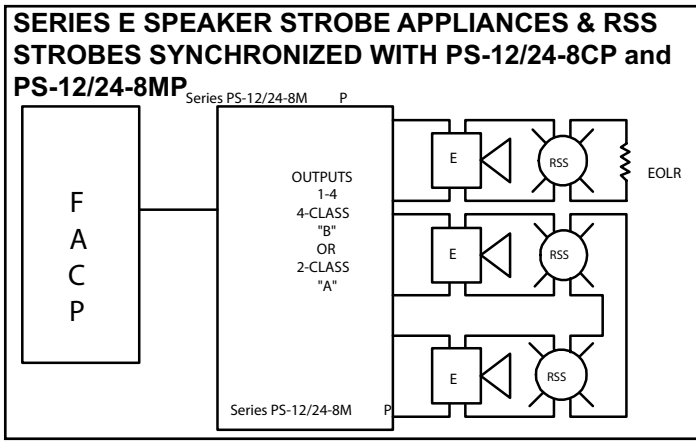 SERIES E SPEAKER STROBE APPLIANCES & RSS
STROBES SYNCHRONIZED WITH PS-12/24-8CP and
PS-12/24-8MP
Series PS-12/24-8M P
F
A
C
P
OUTPUTS
1-4
4-CLASS
"B"
OR
2-CLASS
"A"
Series PS-12/24-8M P
E
RSS
EOLR
E
RSS
E
RSS